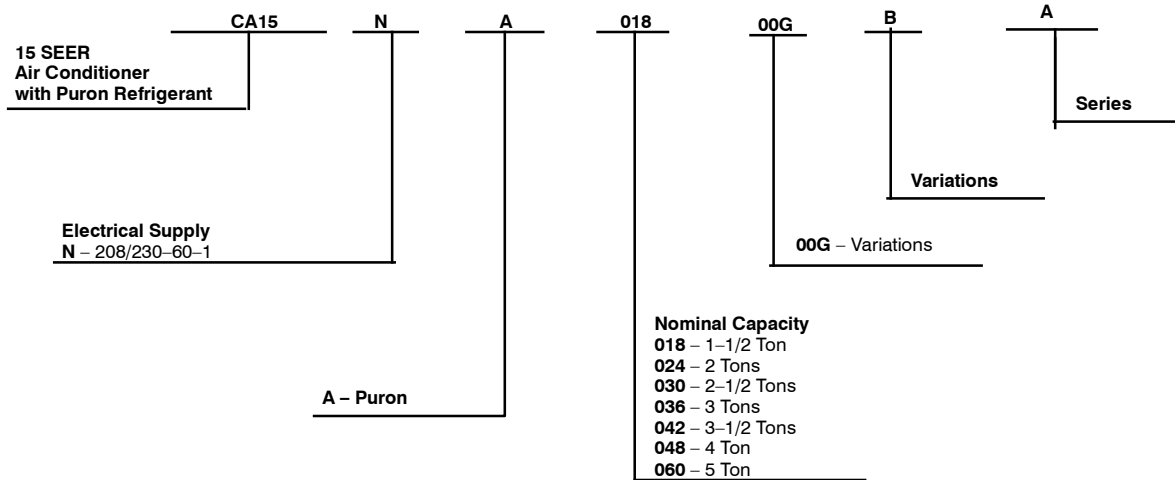 CA15 N A 018 00G B A
15 SEER
Air Conditioner
with Puron Refrigerant
Series
Variations
Electrical Supply
N – 208/230–60–1
00G – Variations
Nominal Capacity
018 – 1–1/2 Ton
024 – 2 Tons
030 – 2–1/2 Tons
036 – 3 Tons
042 – 3–1/2 Tons
048 – 4 Ton
060 – 5 Ton
A – Puron